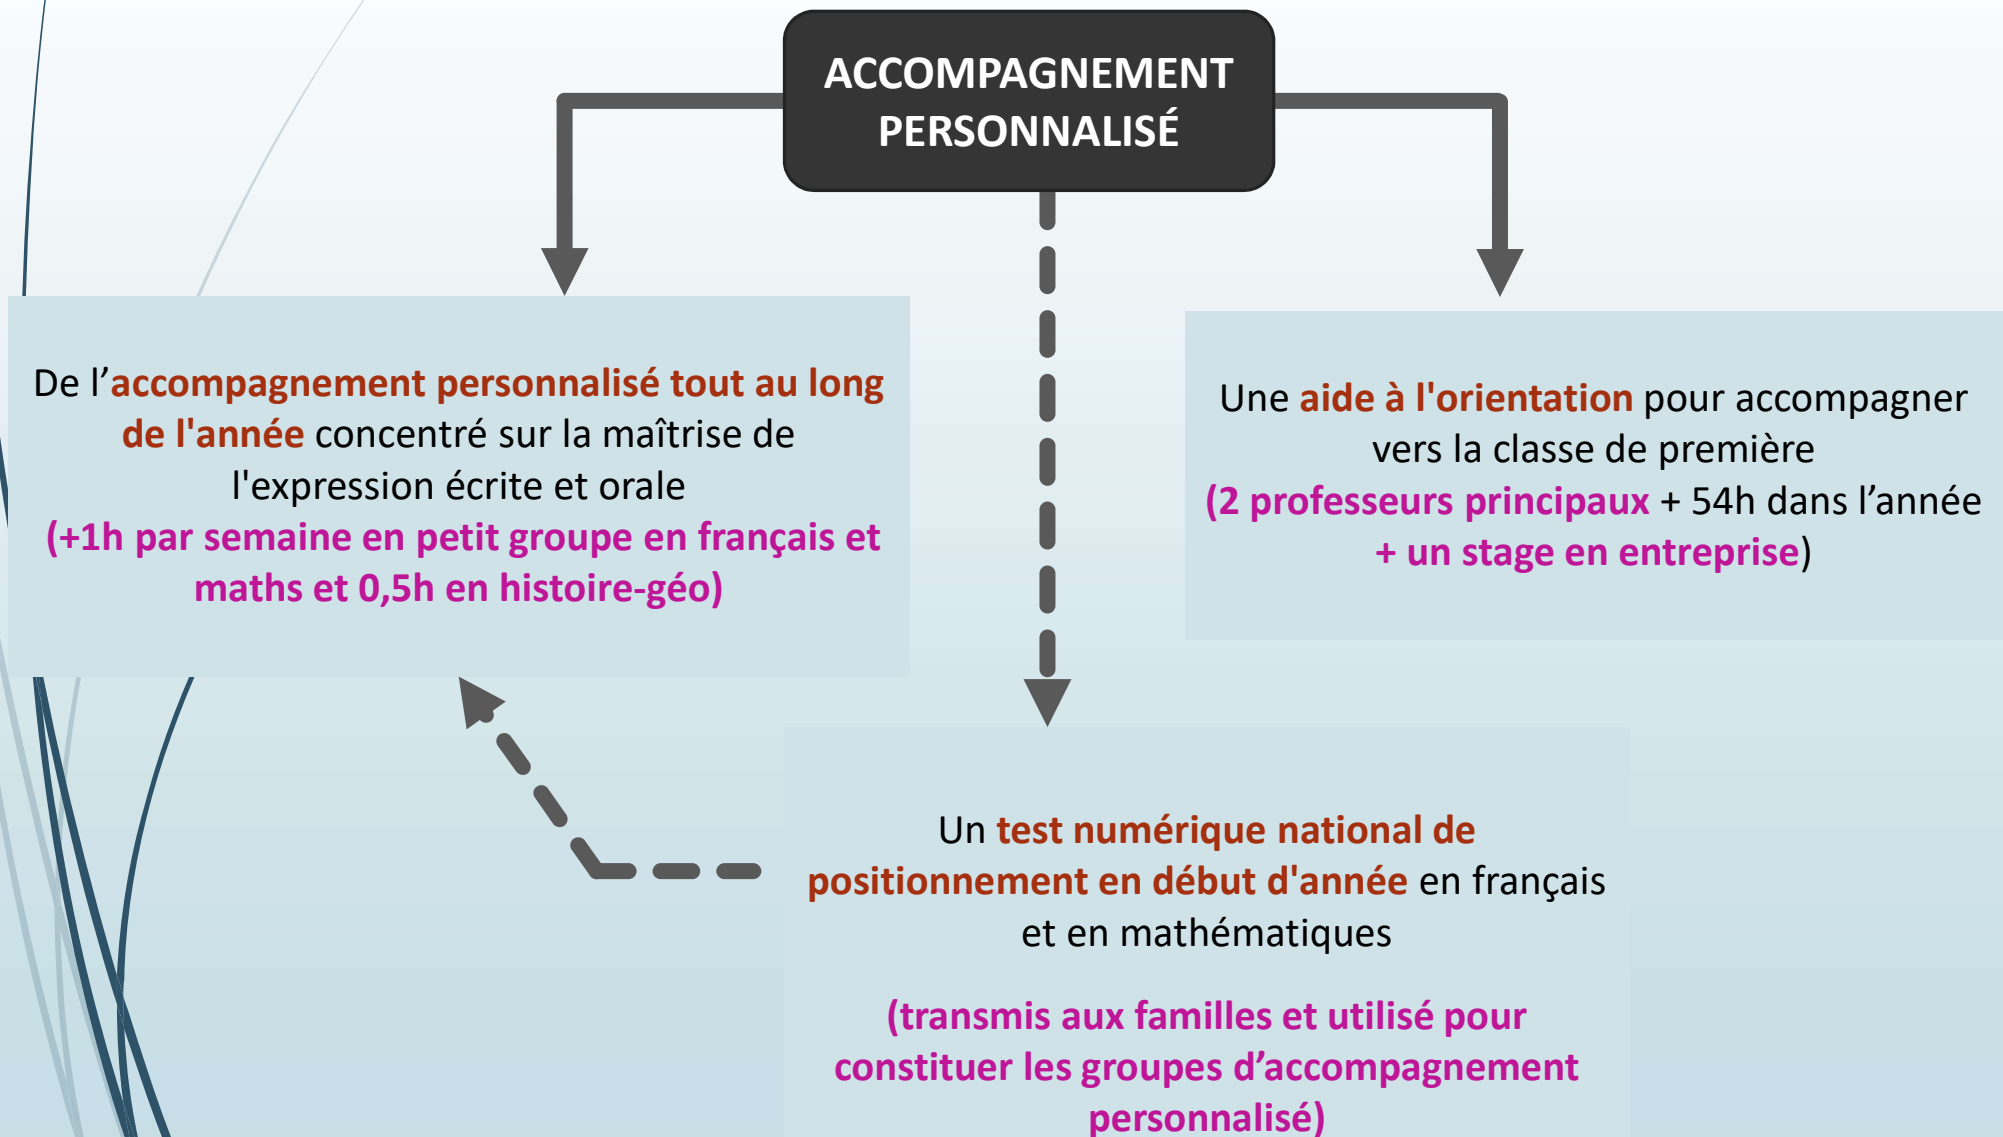 ACCOMPAGNEMENT
PERSONNALISÉ
De l’accompagnement personnalisé tout au long
de l'année concentré sur la maîtrise de
l'expression écrite et orale
(+1h par semaine en petit groupe en français et
maths et 0,5h en histoire-géo)
Une aide à l'orientation pour accompagner
vers la classe de première
(2 professeurs principaux + 54h dans l’année
+ un stage en entreprise)
Un test numérique national de
positionnement en début d'année en français
et en mathématiques
(transmis aux familles et utilisé pour
constituer les groupes d’accompagnement
personnalisé)